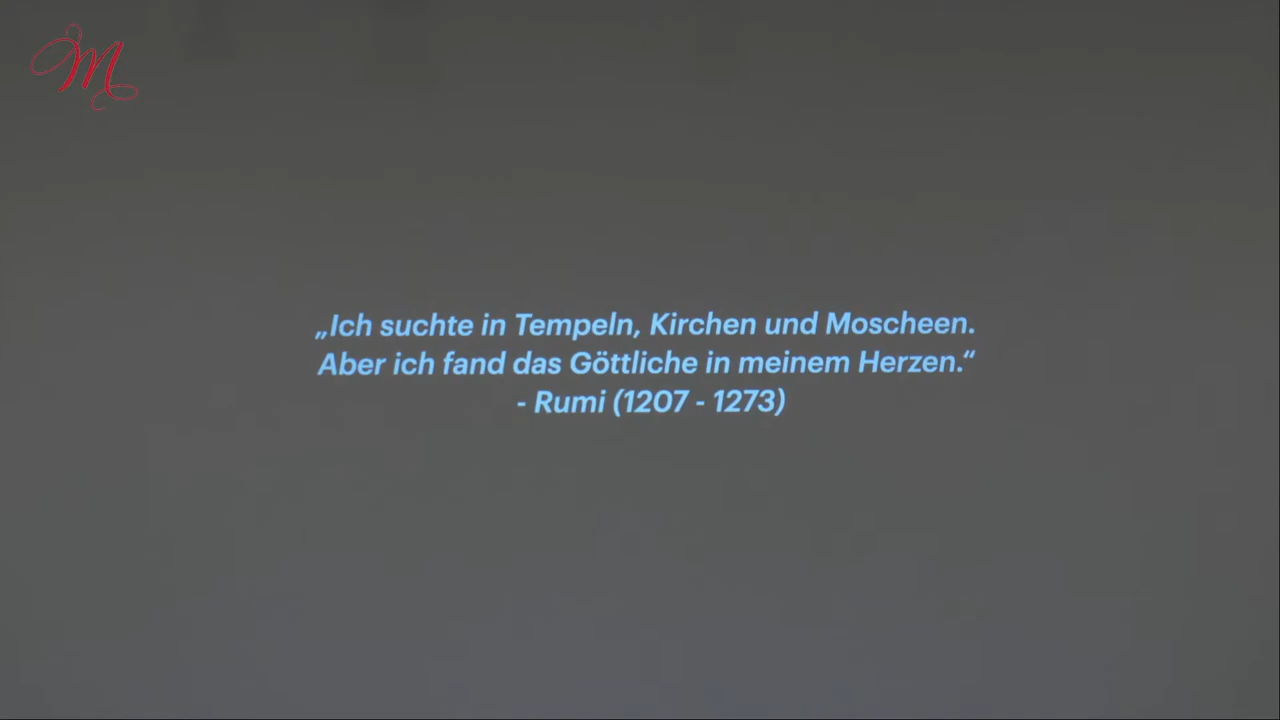 M
„Ich suchte in Tempeln, Kirchen und Moscheen.
Aber ich fand das Göttliche in meinem Herzen.“
- Rumi (1207 - 1273)